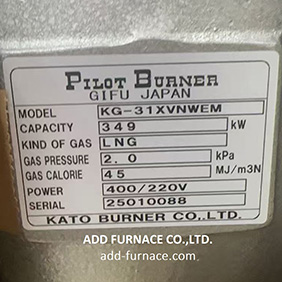 PILOT BURNER
GIFU JAPAN
MODEL KG-31XVNWEM
CAPACITY 349 kW
KIND OF GAS LNG
GAS PRESSURE 2.0 kPa
GAS CALORIE 45 MJ/m3N
POWER 400/220V
SERIAL 25010088
KATO BURNER CO.,LTD.
ADD FURNACE CO.,LTD.
add-furnace.com